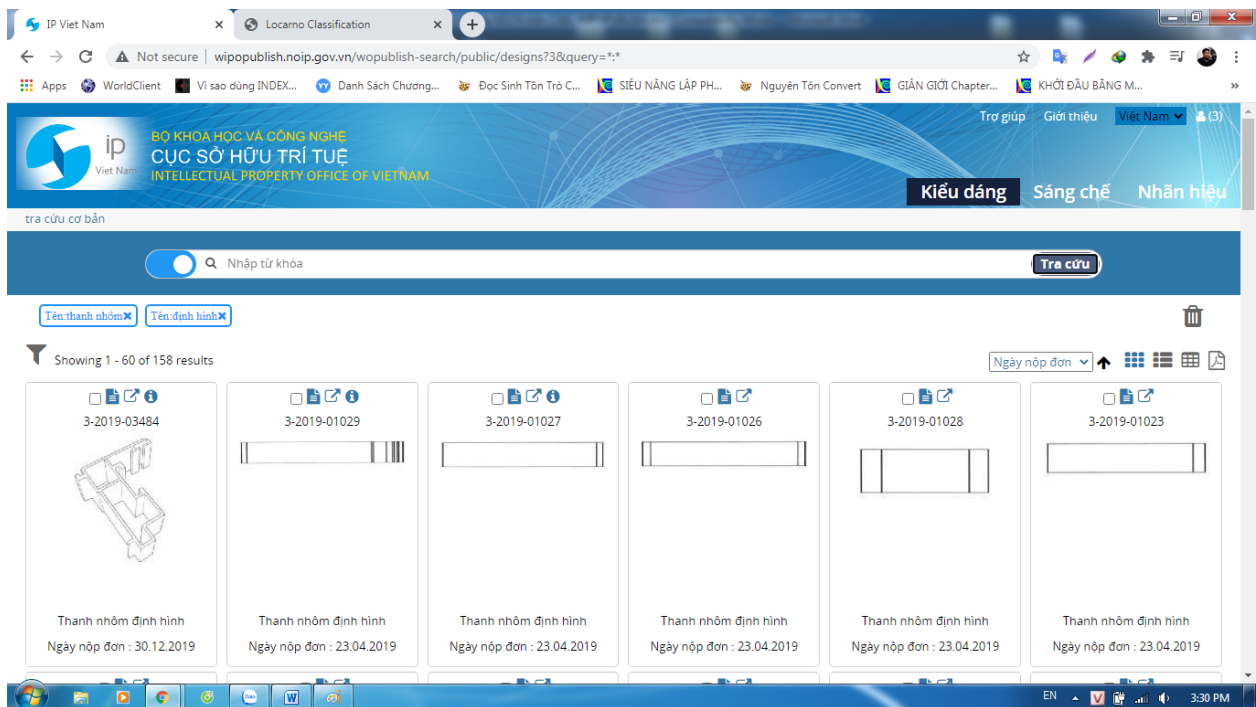 IP Viet Nam
Locarno Classification
Not secure | wipopublish.noip.gov.vn/wopublish-search/public/designs?3&query=*:*
Apps WorldClient Vì sao dùng INDEX... Danh Sách Chương... Đọc Sinh Tồn Trò C... SIÊU NĂNG LẬP PH... Nguyên Tôn Convert GIẢN GIỚI Chapter... KHỞI ĐẦU BẰNG M... »
Trợ giúp Giới thiệu Việt Nam (3)
ip
Viet Nam
BỘ KHOA HỌC VÀ CÔNG NGHỆ
CỤC SỞ HỮU TRÍ TUỆ
INTELLECTUAL PROPERTY OFFICE OF VIETNAM
Kiểu dáng Sáng chế Nhãn hiệu
tra cứu cơ bản
Nhập từ khóa
Tra cứu
Tên:thanh nhôm Tên:định hình
Showing 1 - 60 of 158 results
Ngày nộp đơn
3-2019-03484 3-2019-01029 3-2019-01027 3-2019-01026 3-2019-01028 3-2019-01023
Thanh nhôm định hình Thanh nhôm định hình Thanh nhôm định hình Thanh nhôm định hình Thanh nhôm định hình Thanh nhôm định hình
Ngày nộp đơn : 30.12.2019 Ngày nộp đơn : 23.04.2019 Ngày nộp đơn : 23.04.2019 Ngày nộp đơn : 23.04.2019 Ngày nộp đơn : 23.04.2019 Ngày nộp đơn : 23.04.2019
Zalo W ai EN V 3:30 PM